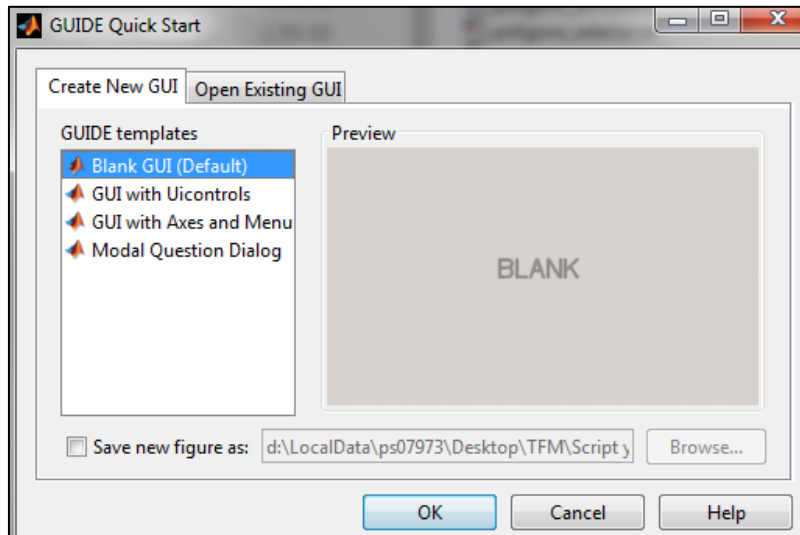 GUIDE Quick Start
Create New GUI Open Existing GUI
GUIDE templates Preview
Blank GUI (Default)
GUI with Uicontrols
GUI with Axes and Menu
Modal Question Dialog
BLANK
Save new figure as: d:\LocalData\ps07973\Desktop\TFM\Script y Browse...
OK Cancel Help